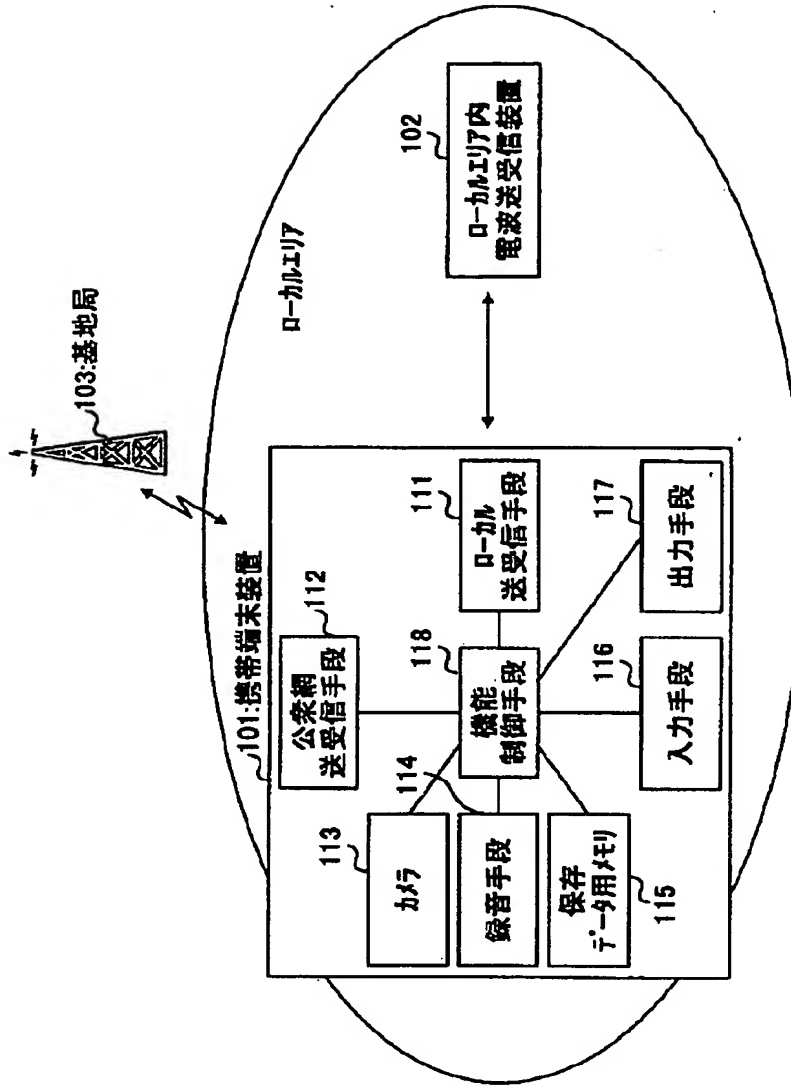 103:基地局
ローカルエリア
101:携帯端末装置
102
ローカルエリア内
電波送受信装置
112
公衆網
送受信手段
113
カメラ
114
録音手段
保存
データ用メモリ
115
118
機能
制御手段
111
ローカル
送受信手段
116
入力手段
117
出力手段